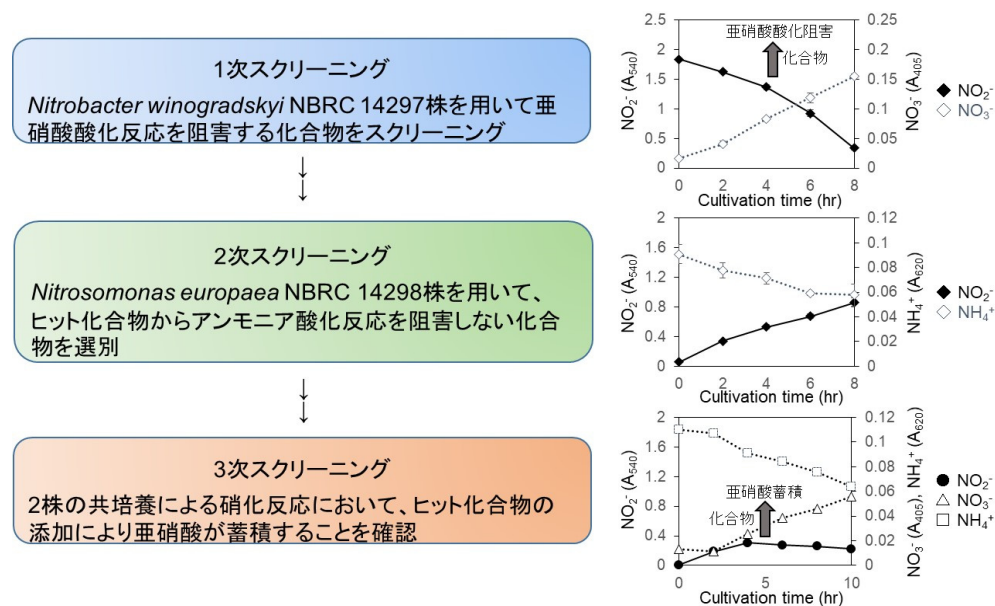 1次スクリーニング
Nitrobacter winogradskyi NBRC 14297株を用いて亜
硝酸酸化反応を阻害する化合物をスクリーニング
↓
↓
2次スクリーニング
Nitrosomonas europaea NBRC 14298株を用いて、
ヒット化合物からアンモニア酸化反応を阻害しない化合
物を選別
↓
↓
3次スクリーニング
2株の共培養による硝化反応において、ヒット化合物の
添加により亜硝酸が蓄積することを確認
NO₂⁻ (A₅₄₀)
2.5
2
1.5
1
0.5
0
亜硝酸酸化阻害
化合物
0.25
0.2
0.15
0.1
0.05
0
NO₃⁻ (A₄₀₅)
NO₂⁻
NO₃⁻
0 2 4 6 8
Cultivation time (hr)
NO₂⁻ (A₅₄₀)
2
1.6
1.2
0.8
0.4
0
0.12
0.1
0.08
0.06
0.04
0.02
0
NH₄⁺ (A₆₂₀)
NO₂⁻
NH₄⁺
0 2 4 6 8
Cultivation time (hr)
NO₂⁻ (A₅₄₀)
2
1.6
1.2
0.8
0.4
0
亜硝酸蓄積
化合物
0.12
0.1
0.08
0.06
0.04
0.02
0
NO₃⁻ (A₄₀₅), NH₄⁺ (A₆₂₀)
NO₂⁻
NO₃⁻
NH₄⁺
0 5 10
Cultivation time (hr)